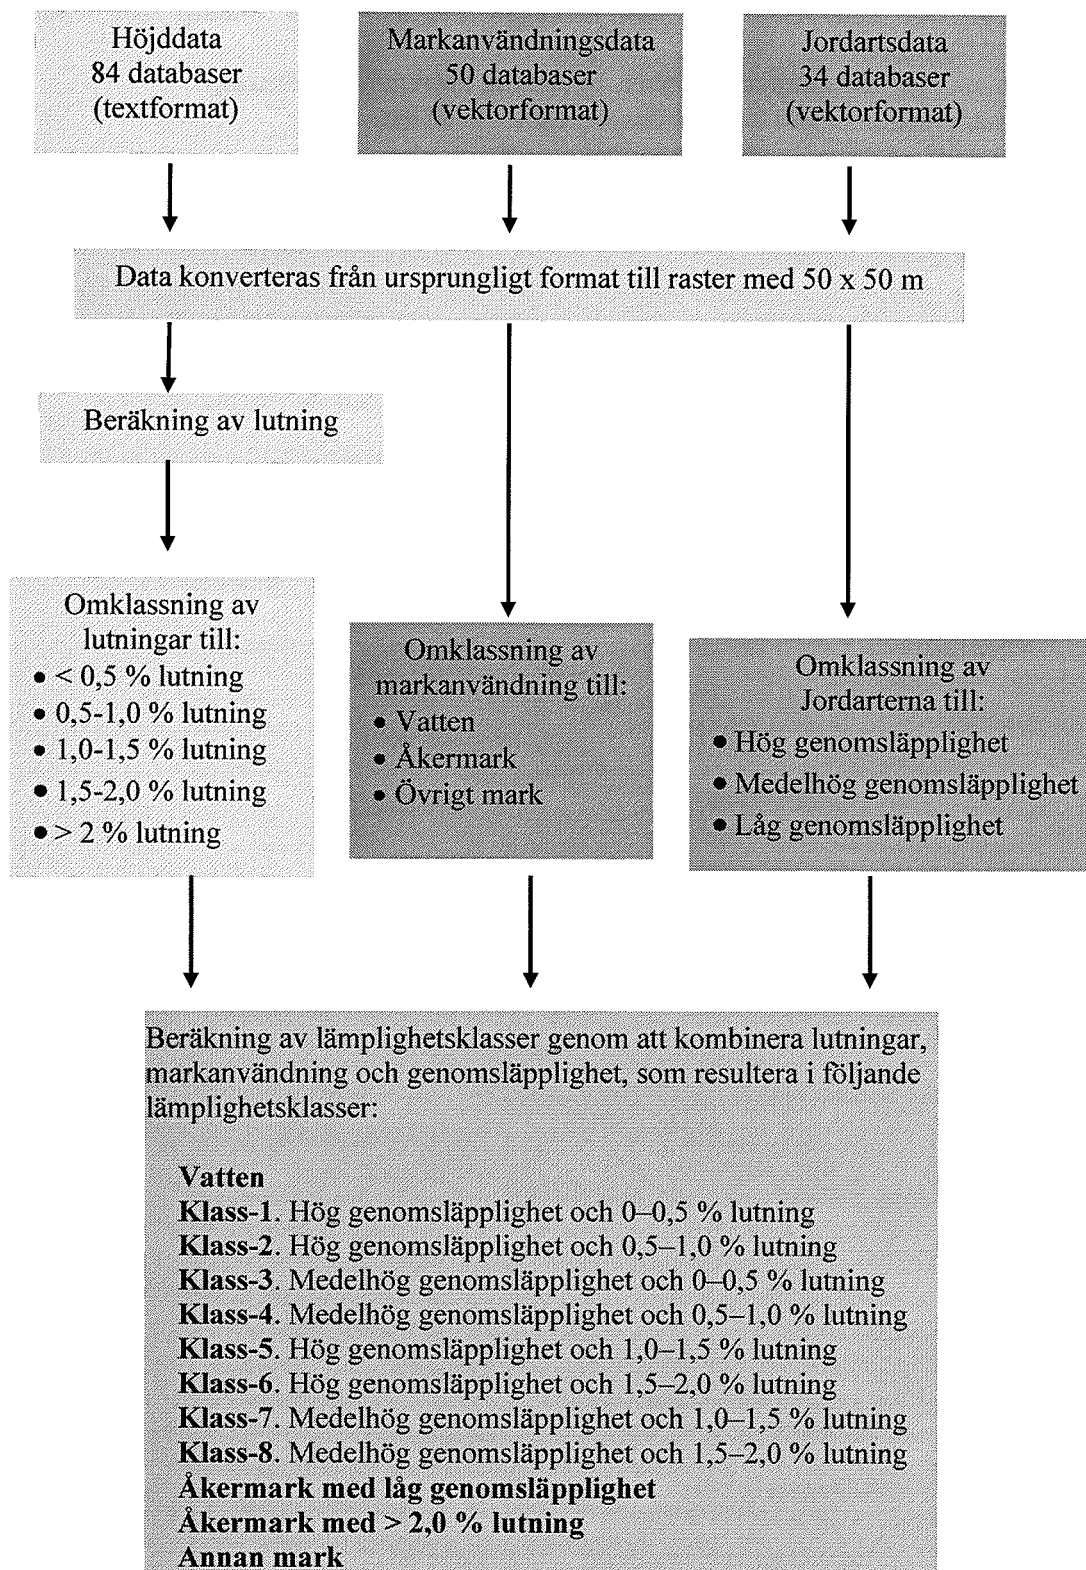 Höjddata
84 databaser
(textformat)
Markanvändningsdata
50 databaser
(vektorformat)
Jordartsdata
34 databaser
(vektorformat)
Data konverteras från ursprungligt format till raster med 50 x 50 m
Beräkning av lutning
Omklassning av
lutningar till:
• < 0,5 % lutning
• 0,5-1,0 % lutning
• 1,0-1,5 % lutning
• 1,5-2,0 % lutning
• > 2 % lutning
Omklassning av
markanvändning till:
• Vatten
• Åkermark
• Övrigt mark
Omklassning av
Jordarterna till:
• Hög genomsläpplighet
• Medelhög genomsläpplighet
• Låg genomsläpplighet
Beräkning av lämplighetsklasser genom att kombinera lutningar,
markanvändning och genomsläpplighet, som resultera i följande
lämplighetsklasser:
Vatten
Klass-1. Hög genomsläpplighet och 0–0,5 % lutning
Klass-2. Hög genomsläpplighet och 0,5–1,0 % lutning
Klass-3. Medelhög genomsläpplighet och 0–0,5 % lutning
Klass-4. Medelhög genomsläpplighet och 0,5–1,0 % lutning
Klass-5. Hög genomsläpplighet och 1,0–1,5 % lutning
Klass-6. Hög genomsläpplighet och 1,5–2,0 % lutning
Klass-7. Medelhög genomsläpplighet och 1,0–1,5 % lutning
Klass-8. Medelhög genomsläpplighet och 1,5–2,0 % lutning
Åkermark med låg genomsläpplighet
Åkermark med > 2,0 % lutning
Annan mark